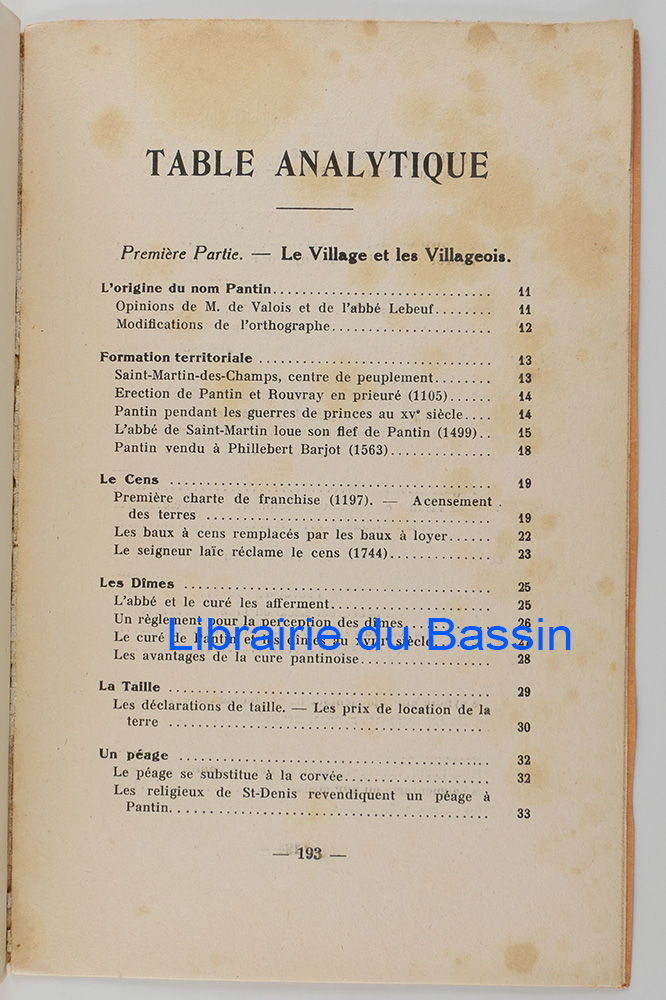 TABLE ANALYTIQUE
Première Partie. — Le Village et les Villageois.
L'origine du nom Pantin................................ 11
Opinions de M. de Valois et de l'abbé Lebeuf........ 11
Modifications de l'orthographe....................... 12
Formation territoriale .................................. 13
Saint-Martin-des-Champs, centre de peuplement........ 13
Erection de Pantin et Rouvray en prieuré (1105)...... 14
Pantin pendant les guerres de princes au XVe siècle.... 14
L'abbé de Saint-Martin loue son fief de Pantin (1499).. 15
Pantin vendu à Phillebert Barjot (1563)............... 18
Le Cens ............................................... 19
Première charte de franchise (1197). — Acensement
des terres .......................................... 19
Les baux à cens remplacés par les baux à loyer...... 22
Le seigneur laïc réclame le cens (1744)............... 23
Les Dîmes ............................................. 25
L'abbé et le curé les afferment....................... 25
Un règlement pour la perception des dîmes 26
Le curé de Pantin et les dîmes au XVIIIe siècle
Librairie du Bassin
Les avantages de la cure pantinoise................... 28
La Taille ............................................... 29
Les déclarations de taille. — Les prix de location de la
terre ............................................... 30
Un péage ............................................. 32
Le péage se substitue à la corvée..................... 32
Les religieux de St-Denis revendiquent un péage à
Pantin............................................... 33
— 193 —